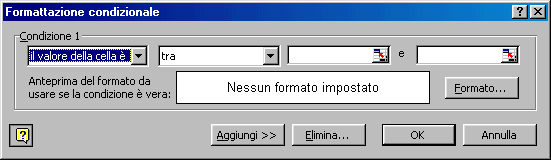 Formattazione condizionale
Condizione 1
Il valore della cella è
tra
e
Anteprima del formato da
usare se la condizione è vera:
Nessun formato impostato
Formato...
Aggiungi >>
Elimina...
OK
Annulla